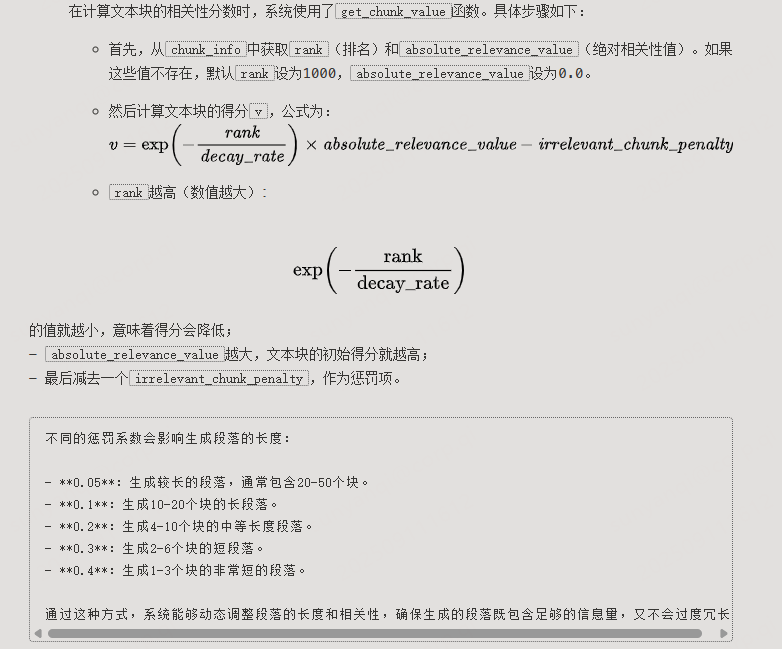 在计算文本块的相关性分数时，系统使用了get_chunk_value函数。具体步骤如下：
首先，从chunk_info中获取rank（排名）和absolute_relevance_value（绝对相关性值）。如果
这些值不存在，默认rank设为1000，absolute_relevance_value设为0.0。
然后计算文本块的得分v，公式为：
v = exp(−rank/decay_rate) × absolute_relevance_value − irrelevant_chunk_penalty
rank越高（数值越大）：
exp(−rank/decay_rate)
的值就越小，意味着得分会降低；
− absolute_relevance_value越大，文本块的初始得分就越高；
− 最后减去一个irrelevant_chunk_penalty，作为惩罚项。
不同的惩罚系数会影响生成段落的长度：
- **0.05**: 生成较长的段落，通常包含20-50个块。
- **0.1**: 生成10-20个块的长段落。
- **0.2**: 生成4-10个块的中等长度段落。
- **0.3**: 生成2-6个块的短段落。
- **0.4**: 生成1-3个块的非常短的段落。
通过这种方式，系统能够动态调整段落的长度和相关性，确保生成的段落既包含足够的信息量，又不会过度冗长